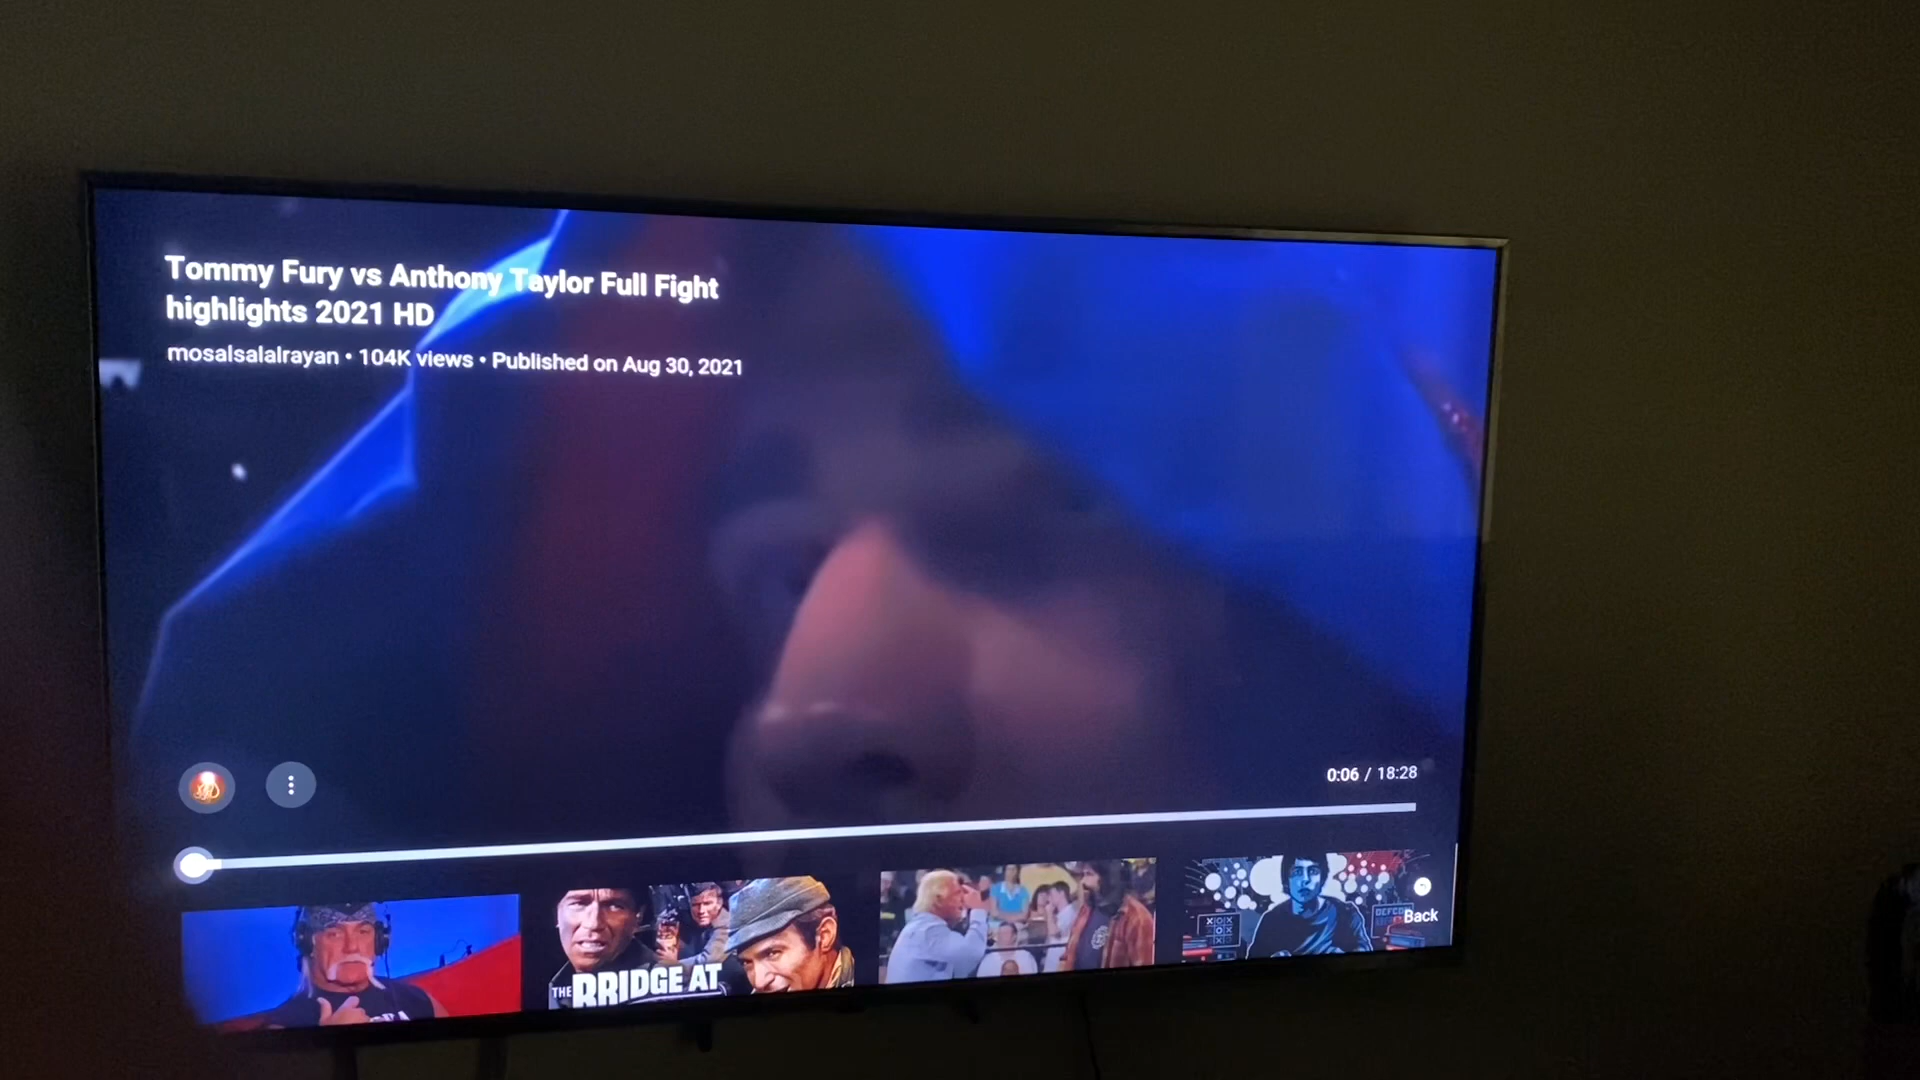 Tommy Fury vs Anthony Taylor Full Fight
highlights 2021 HD
mosalsalalrayan • 104K views • Published on Aug 30, 2021
0:06 / 18:28
THE BRIDGE AT
DEFCON
Back